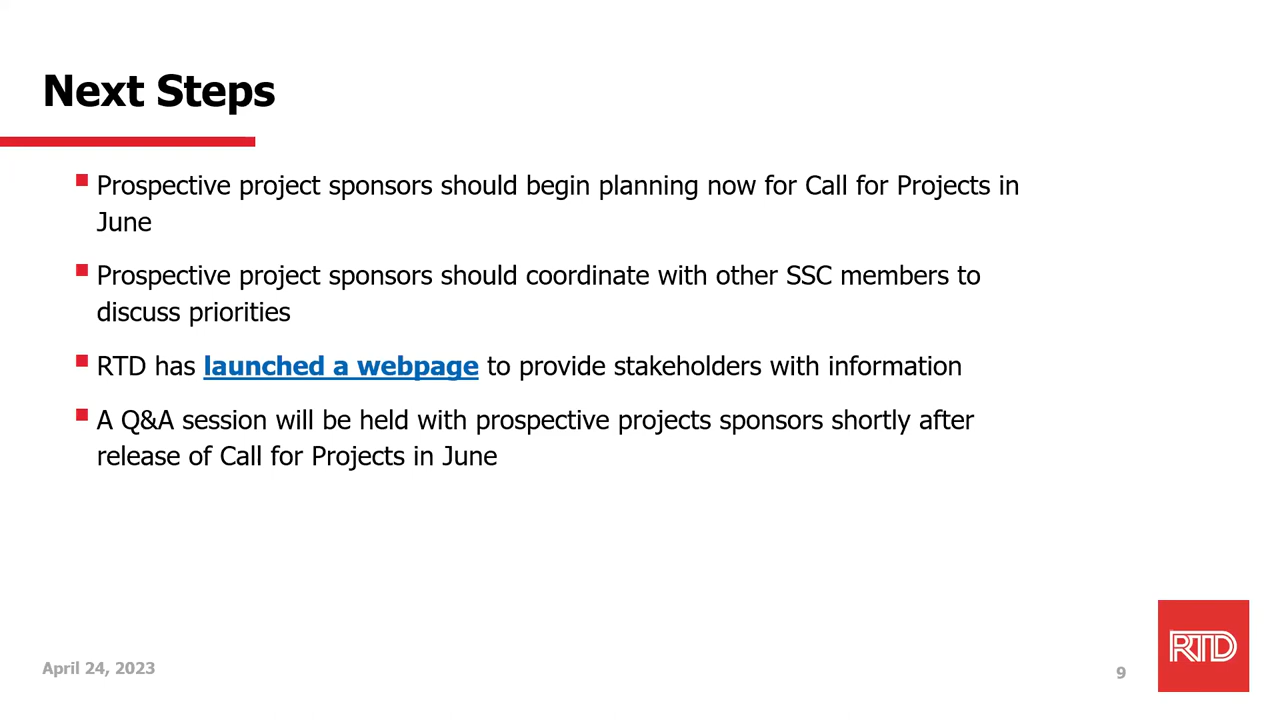 Next Steps
Prospective project sponsors should begin planning now for Call for Projects in
June
Prospective project sponsors should coordinate with other SSC members to
discuss priorities
RTD has launched a webpage to provide stakeholders with information
A Q&A session will be held with prospective projects sponsors shortly after
release of Call for Projects in June
April 24, 2023
9
RTD